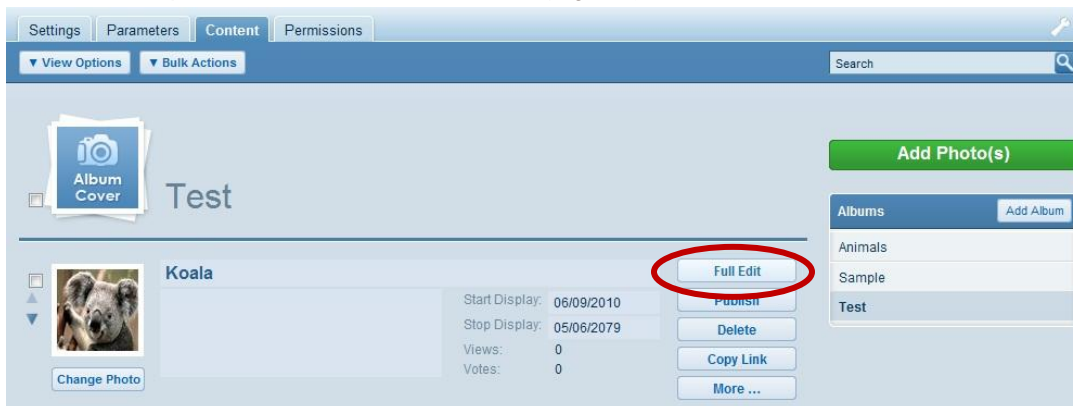 Settings Parameters Content Permissions
▼ View Options ▼ Bulk Actions Search
Album
Cover
Test
Add Photo(s)
Albums Add Album
Animals
Sample
Test
Koala
Start Display: 06/09/2010
Stop Display: 05/06/2079
Views: 0
Votes: 0
Change Photo
Full Edit
Publish
Delete
Copy Link
More ...